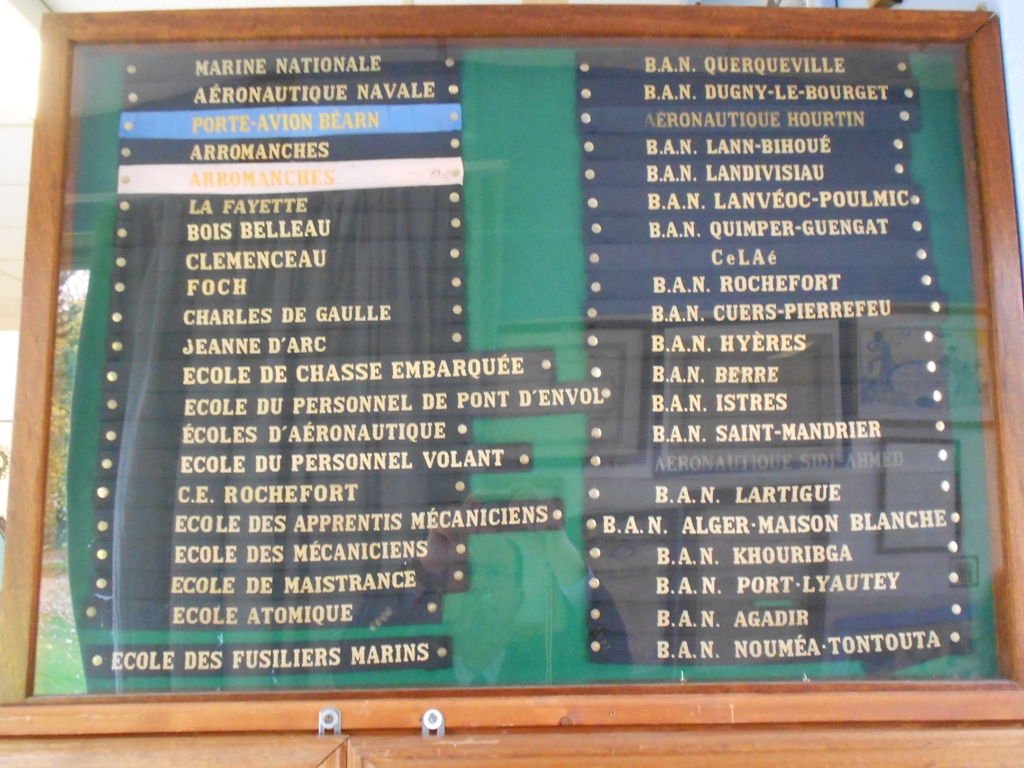 MARINE NATIONALE
AÉRONAUTIQUE NAVALE
PORTE-AVION BÉARN
ARROMANCHES
ARROMANCHES
LA FAYETTE
BOIS BELLEAU
CLEMENCEAU
FOCH
CHARLES DE GAULLE
JEANNE D'ARC
ECOLE DE CHASSE EMBARQUÉE
ECOLE DU PERSONNEL DE PONT D'ENVOL
ÉCOLES D'AÉRONAUTIQUE
ECOLE DU PERSONNEL VOLANT
C.E. ROCHEFORT
ECOLE DES APPRENTIS MÉCANICIENS
ECOLE DES MÉCANICIENS
ECOLE DE MAISTRANCE
ECOLE ATOMIQUE
ECOLE DES FUSILIERS MARINS
B.A.N. QUERQUEVILLE
B.A.N. DUGNY-LE-BOURGET
AÉRONAUTIQUE HOURTIN
B.A.N. LANN-BIHOUÉ
B.A.N. LANDIVISIAU
B.A.N. LANVÉOC-POULMIC
B.A.N. QUIMPER-GUENGAT
CeLAé
B.A.N. ROCHEFORT
B.A.N. CUERS-PIERREFEU
B.A.N. HYÈRES
B.A.N. BERRE
B.A.N. ISTRES
B.A.N. SAINT-MANDRIER
AÉRONAUTIQUE SIDI-AHMED
B.A.N. LARTIGUE
B.A.N. ALGER-MAISON BLANCHE
B.A.N. KHOURIBGA
B.A.N. PORT-LYAUTEY
B.A.N. AGADIR
B.A.N. NOUMÉA-TONTOUTA